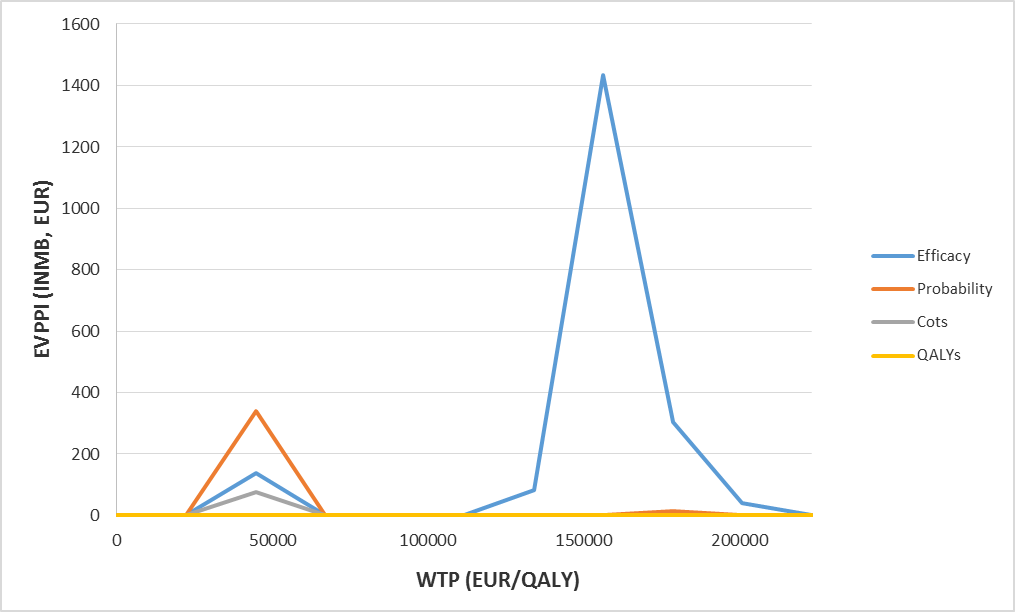 1600
1400
1200
1000
800
600
400
200
0
EVPPI (INMB, EUR)
0 50000 100000 150000 200000
WTP (EUR/QALY)
Efficacy
Probability
Cots
QALYs